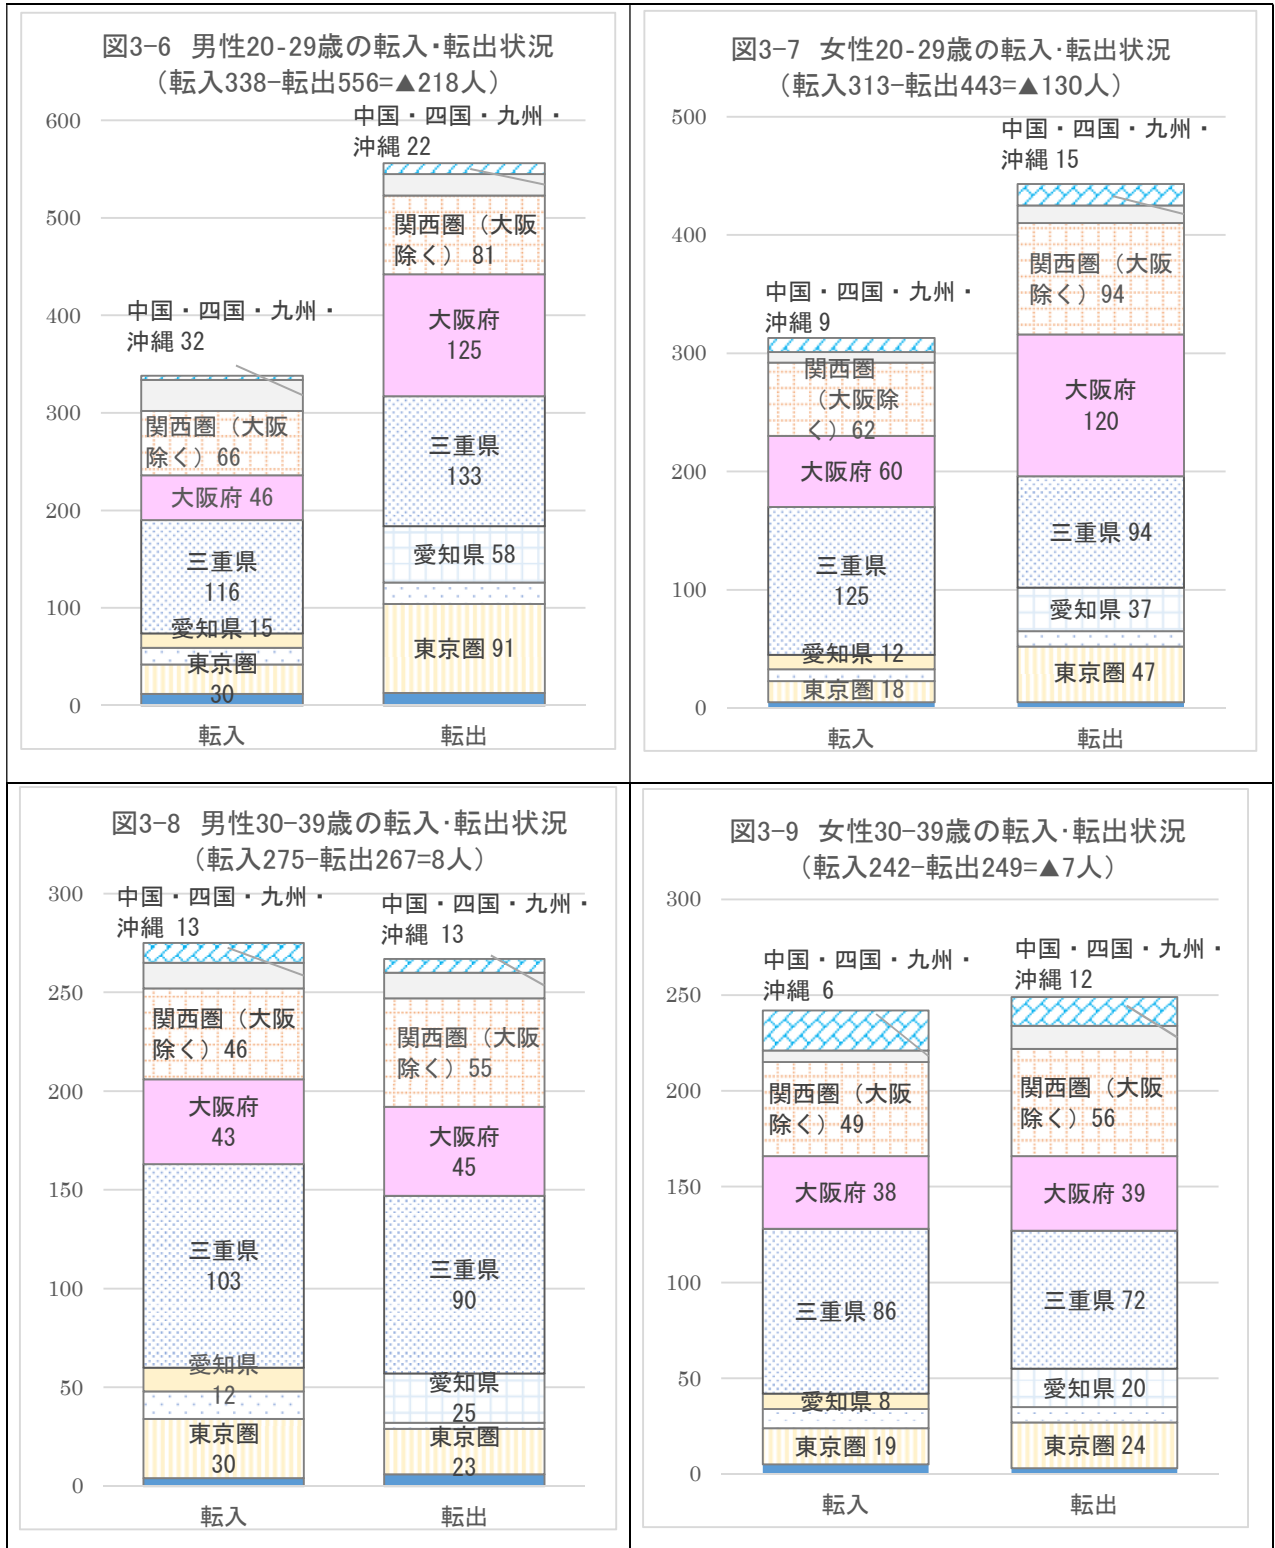 図3-6 男性20-29歳の転入・転出状況
（転入338-転出556=▲218人）
中国・四国・九州・
沖縄 22
600
500
400
300
200
100
0
中国・四国・九州・
沖縄 32
関西圏（大阪
除く）66
大阪府 46
三重県
116
愛知県 15
東京圏
30
関西圏（大阪
除く）81
大阪府
125
三重県
133
愛知県 58
東京圏 91
転入
転出
図3-7 女性20-29歳の転入・転出状況
（転入313-転出443=▲130人）
中国・四国・九州・
沖縄 15
500
400
300
200
100
0
中国・四国・九州・
沖縄 9
関西圏
（大阪除
く）62
大阪府 60
三重県
125
愛知県 12
東京圏 18
関西圏（大阪
除く）94
大阪府
120
三重県 94
愛知県 37
東京圏 47
転入
転出
図3-8 男性30-39歳の転入・転出状況
（転入275-転出267=8人）
300
250
200
150
100
50
0
中国・四国・九州・
沖縄 13
関西圏（大阪
除く）46
大阪府
43
三重県
103
愛知県
12
東京圏
30
中国・四国・九州・
沖縄 13
関西圏（大阪
除く）55
大阪府
45
三重県
90
愛知県
25
東京圏
23
転入
転出
図3-9 女性30-39歳の転入・転出状況
（転入242-転出249=▲7人）
300
250
200
150
100
50
0
中国・四国・九州・
沖縄 6
関西圏（大阪
除く）49
大阪府 38
三重県 86
愛知県 8
東京圏 19
中国・四国・九州・
沖縄 12
関西圏（大阪
除く）56
大阪府 39
三重県 72
愛知県 20
東京圏 24
転入
転出